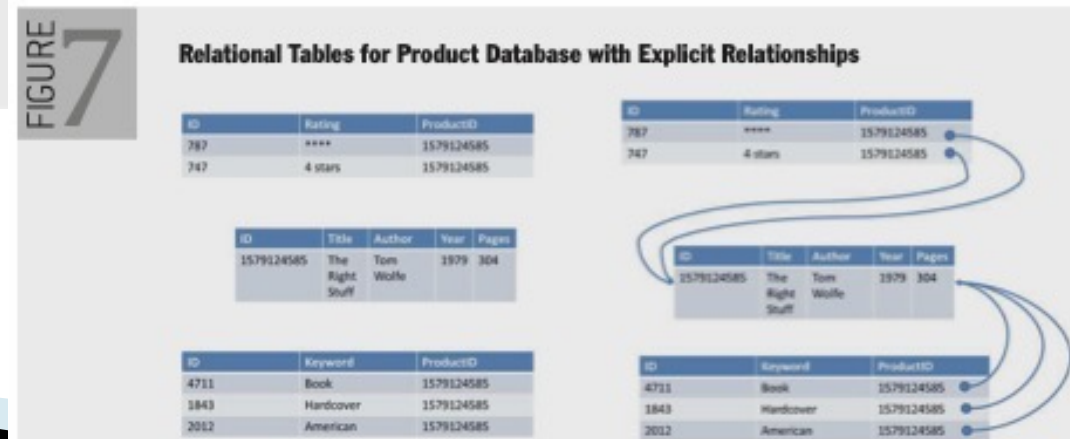 FIGURE 7
Relational Tables for Product Database with Explicit Relationships
ID Rating ProductID
787 **** 1579124585
747 4 stars 1579124585
ID Title Author Year Pages
1579124585 The Right Stuff Tom Wolfe 1979 304
ID Keyword ProductID
4711 Book 1579124585
1843 Hardcover 1579124585
2012 American 1579124585
ID Rating ProductID
787 **** 1579124585
747 4 stars 1579124585
ID Title Author Year Pages
1579124585 The Right Stuff Tom Wolfe 1979 304
ID Keyword ProductID
4711 Book 1579124585
1843 Hardcover 1579124585
2012 American 1579124585